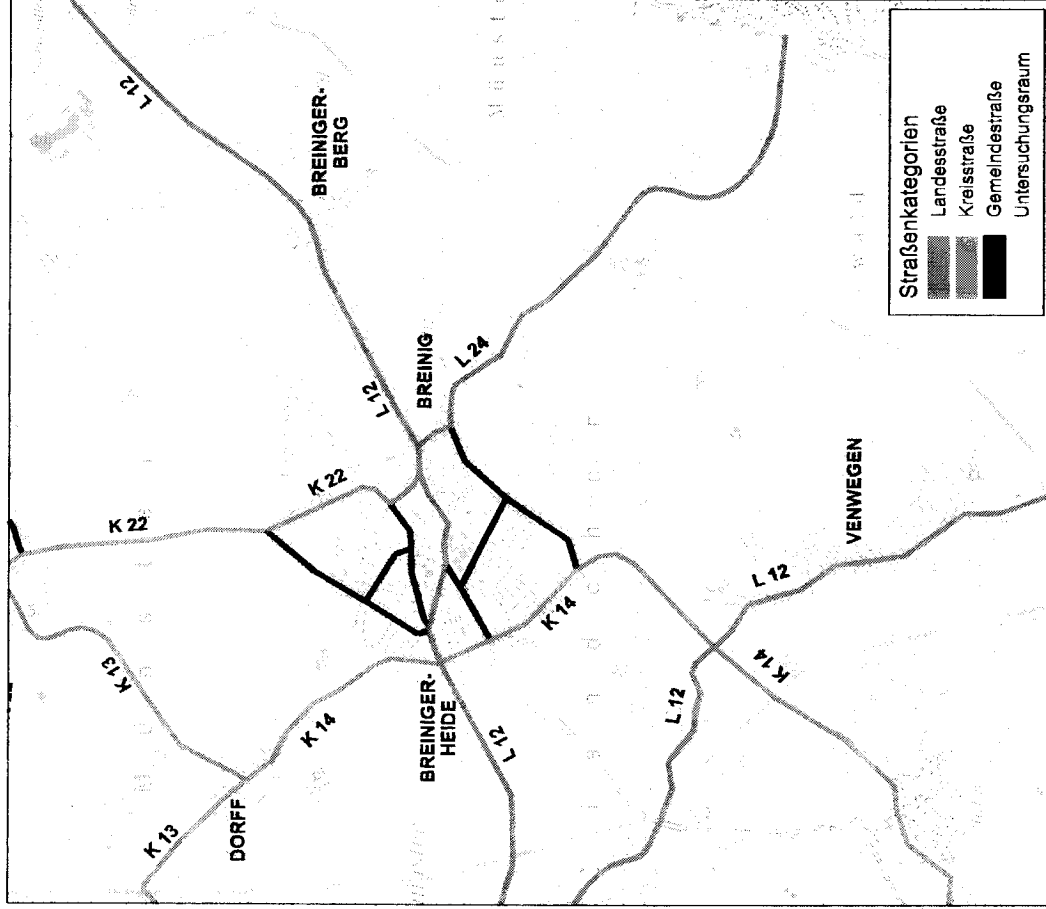 L 12
BREINIGER-
BERG
K 22
K 22
L 12
BREINIG
L 24
K 13
K 14
K 13
DORFF
BREINIGER-
HEIDE
L 12
K 14
L 12
VENWEGEN
L 12
K 14
Straßenkategorien
Landesstraße
Kreisstraße
Gemeindestraße
Untersuchungsraum